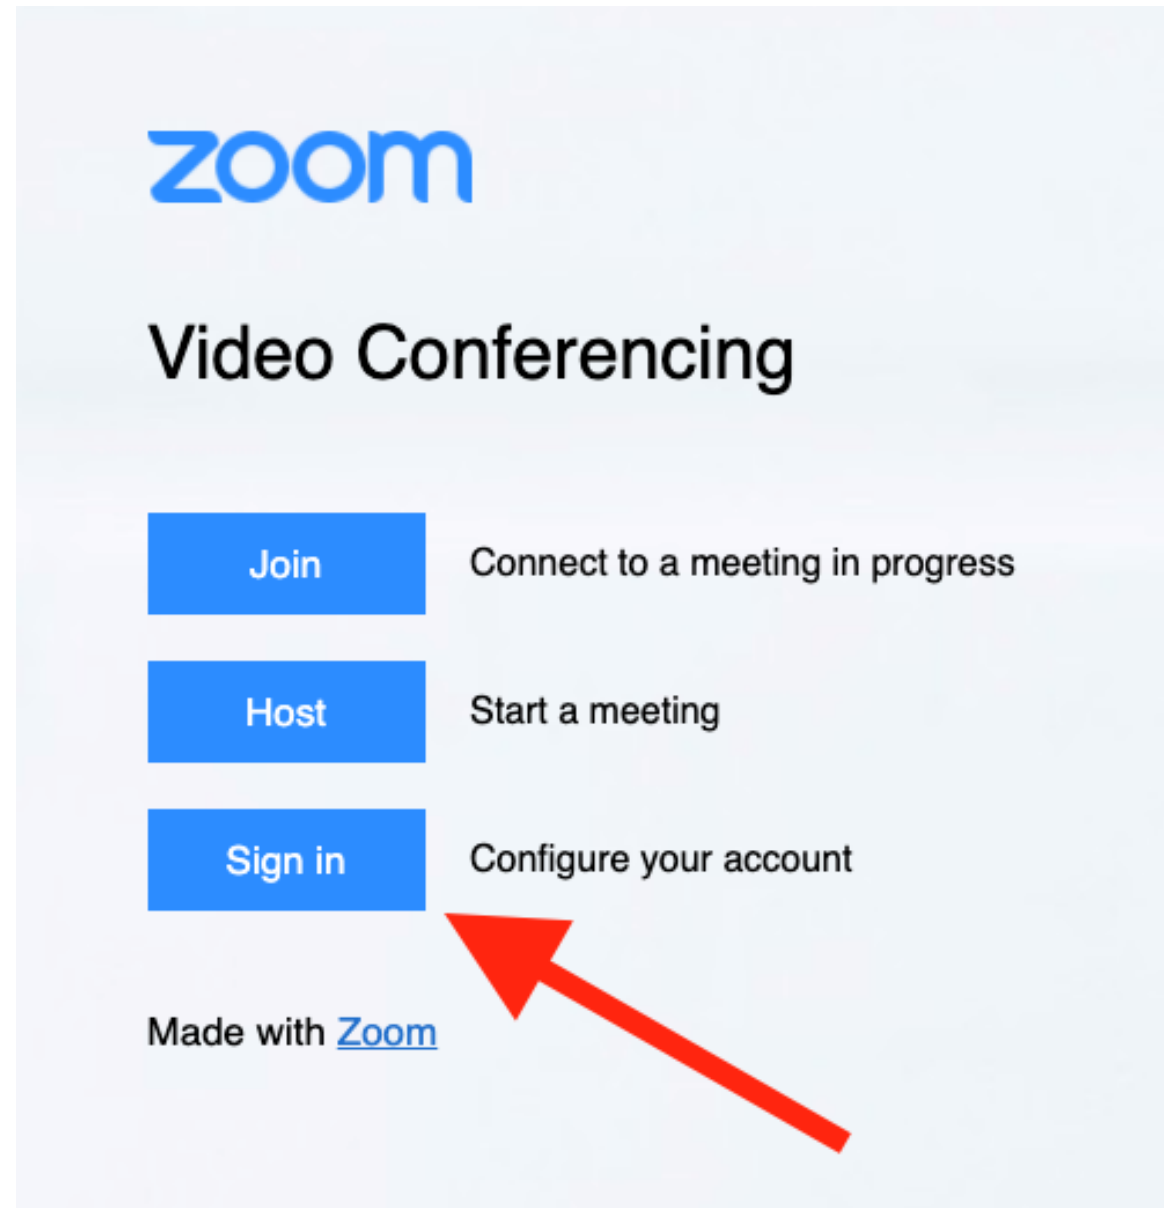 zoom
Video Conferencing
Join Connect to a meeting in progress
Host Start a meeting
Sign in Configure your account
Made with Zoom